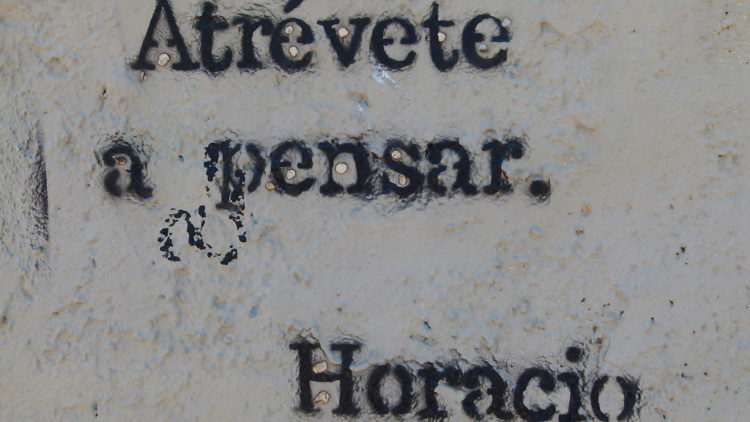 Atrévete
a pensar.
Horacio